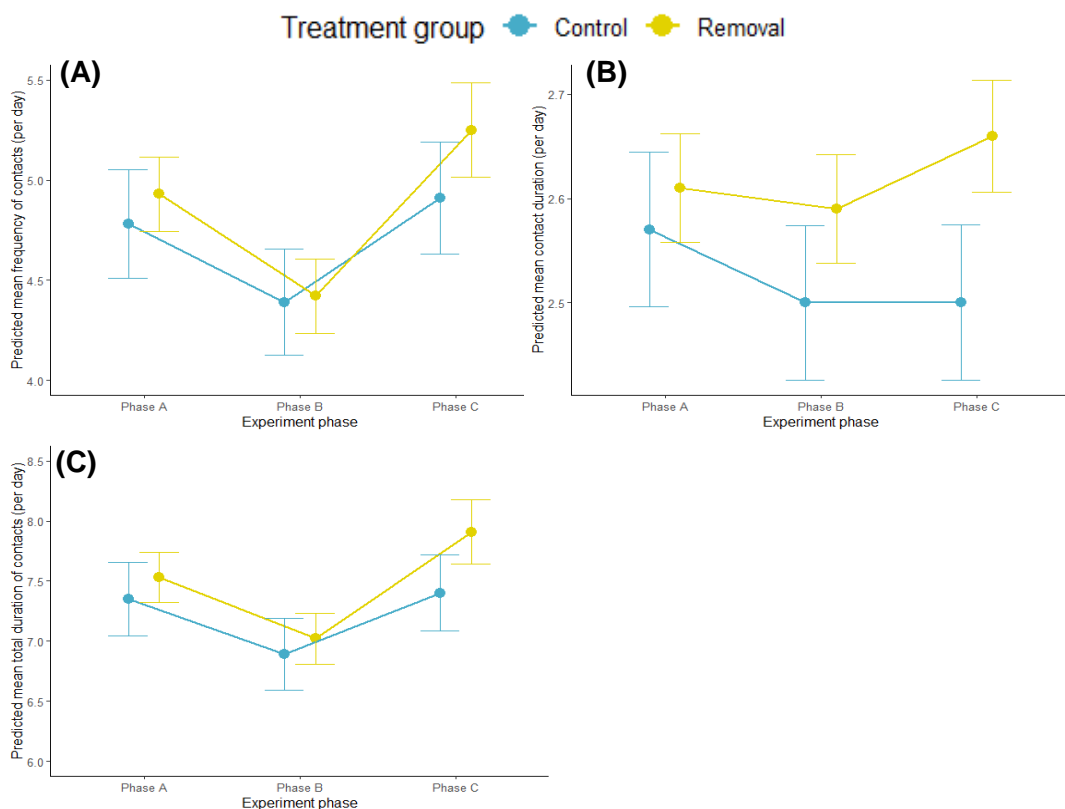 Treatment group Control Removal
(A)
Predicted mean frequency of contacts (per day)
5.5
5.0
4.5
4.0
Phase A Phase B Phase C
Experiment phase
(B)
Predicted mean contact duration (per day)
2.7
2.6
2.5
Phase A Phase B Phase C
Experiment phase
(C)
Predicted mean total duration of contacts (per day)
8.5
8.0
7.5
7.0
6.5
6.0
Phase A Phase B Phase C
Experiment phase